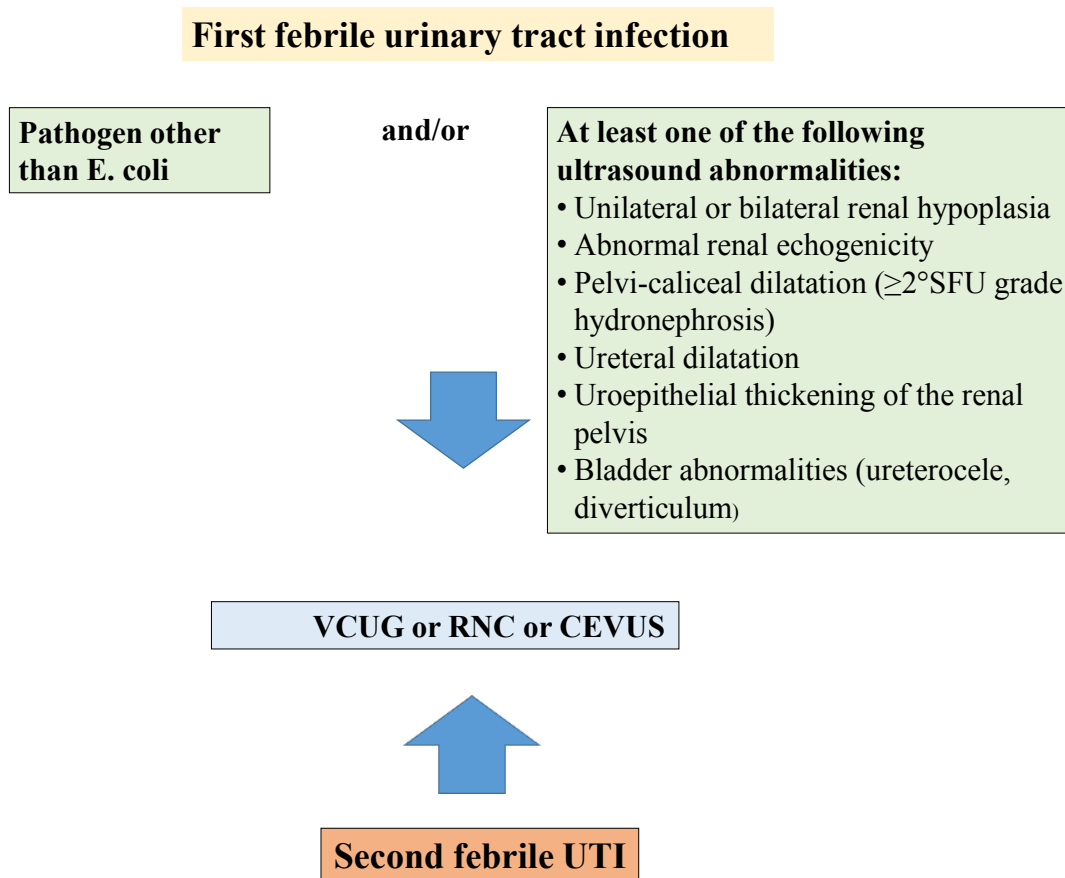 First febrile urinary tract infection
Pathogen other
than E. coli
and/or
At least one of the following
ultrasound abnormalities:
• Unilateral or bilateral renal hypoplasia
• Abnormal renal echogenicity
• Pelvi-caliceal dilatation (≥2°SFU grade
hydronephrosis)
• Ureteral dilatation
• Uroepithelial thickening of the renal
pelvis
• Bladder abnormalities (ureterocele,
diverticulum)
VCUG or RNC or CEVUS
Second febrile UTI